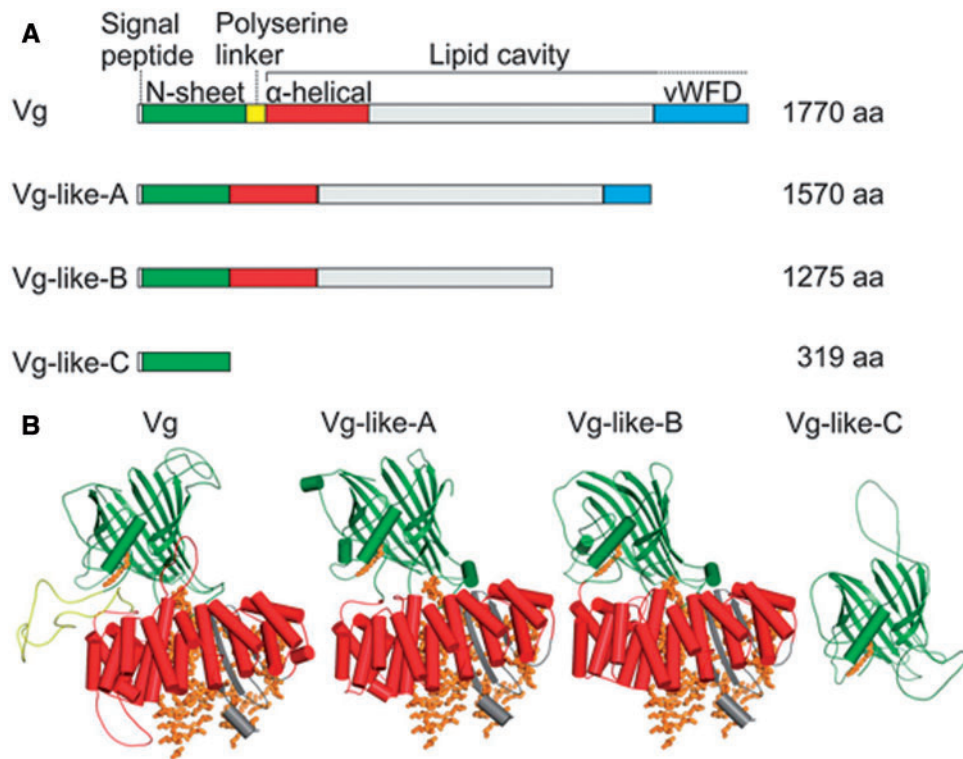 A
Signal peptide
Polyserine linker
Lipid cavity
N-sheet
α-helical
vWFD
Vg
1770 aa
Vg-like-A
1570 aa
Vg-like-B
1275 aa
Vg-like-C
319 aa
B
Vg
Vg-like-A
Vg-like-B
Vg-like-C